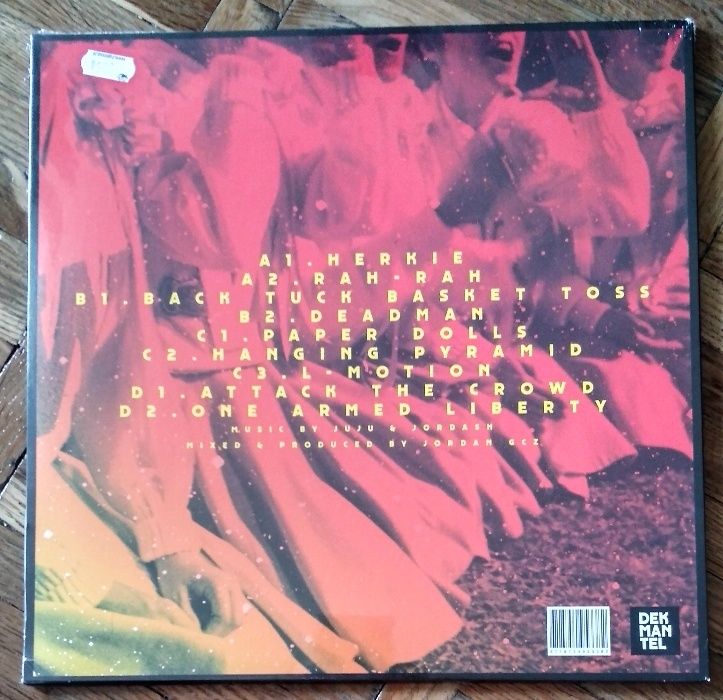 A1.HERKIE
A2.RAH-RAH
B1.BACK TUCK BASKET TOSS
B2.DEADMAN
C1.PAPER DOLLS
C2.HANGING PYRAMID
C3.L-MOTION
D1.ATTACK THE CROWD
D2.ONE ARMED LIBERTY
MUSIC BY JUJU & JORDASH
MIXED & PRODUCED BY JORDAN GCZ
DEK
MAN
TEL